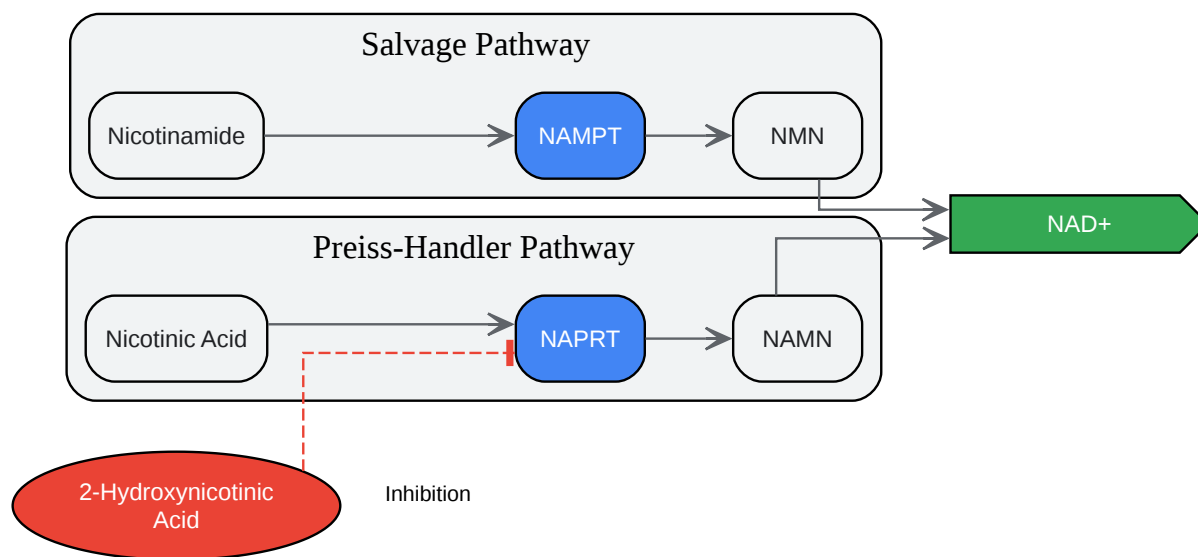 Salvage Pathway
Nicotinamide
NAMPT
NMN
NAD+
Preiss-Handler Pathway
Nicotinic Acid
NAPRT
NAMN
2-Hydroxynicotinic
Acid
Inhibition